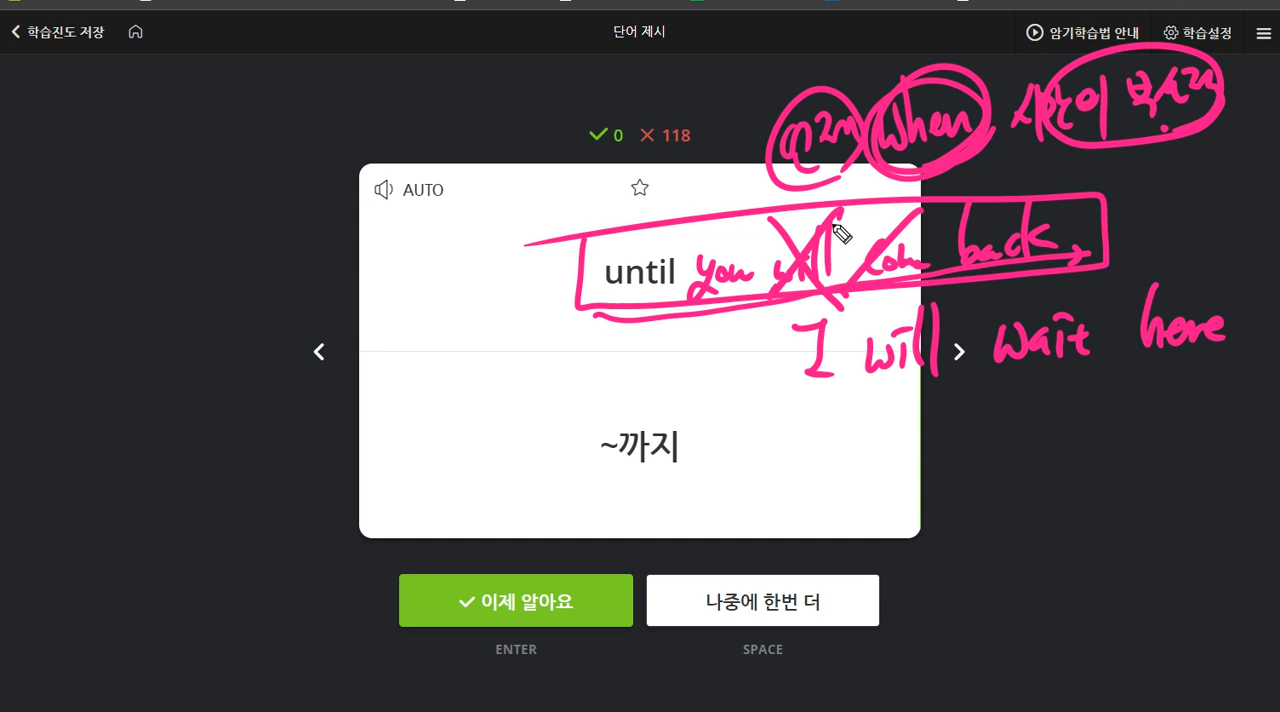 학습진도 저장 단어 제시 암기학습법 안내 학습설정
when 시간이 부사절
0 118
AUTO
until you will come back
I will wait here
~까지
이제 알아요 나중에 한번 더
ENTER SPACE